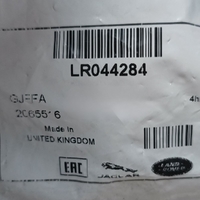 LR044284
GJFFA
4h
Made in
UNITED KINGDOM
EAC
JAGUAR
LAND ROVER